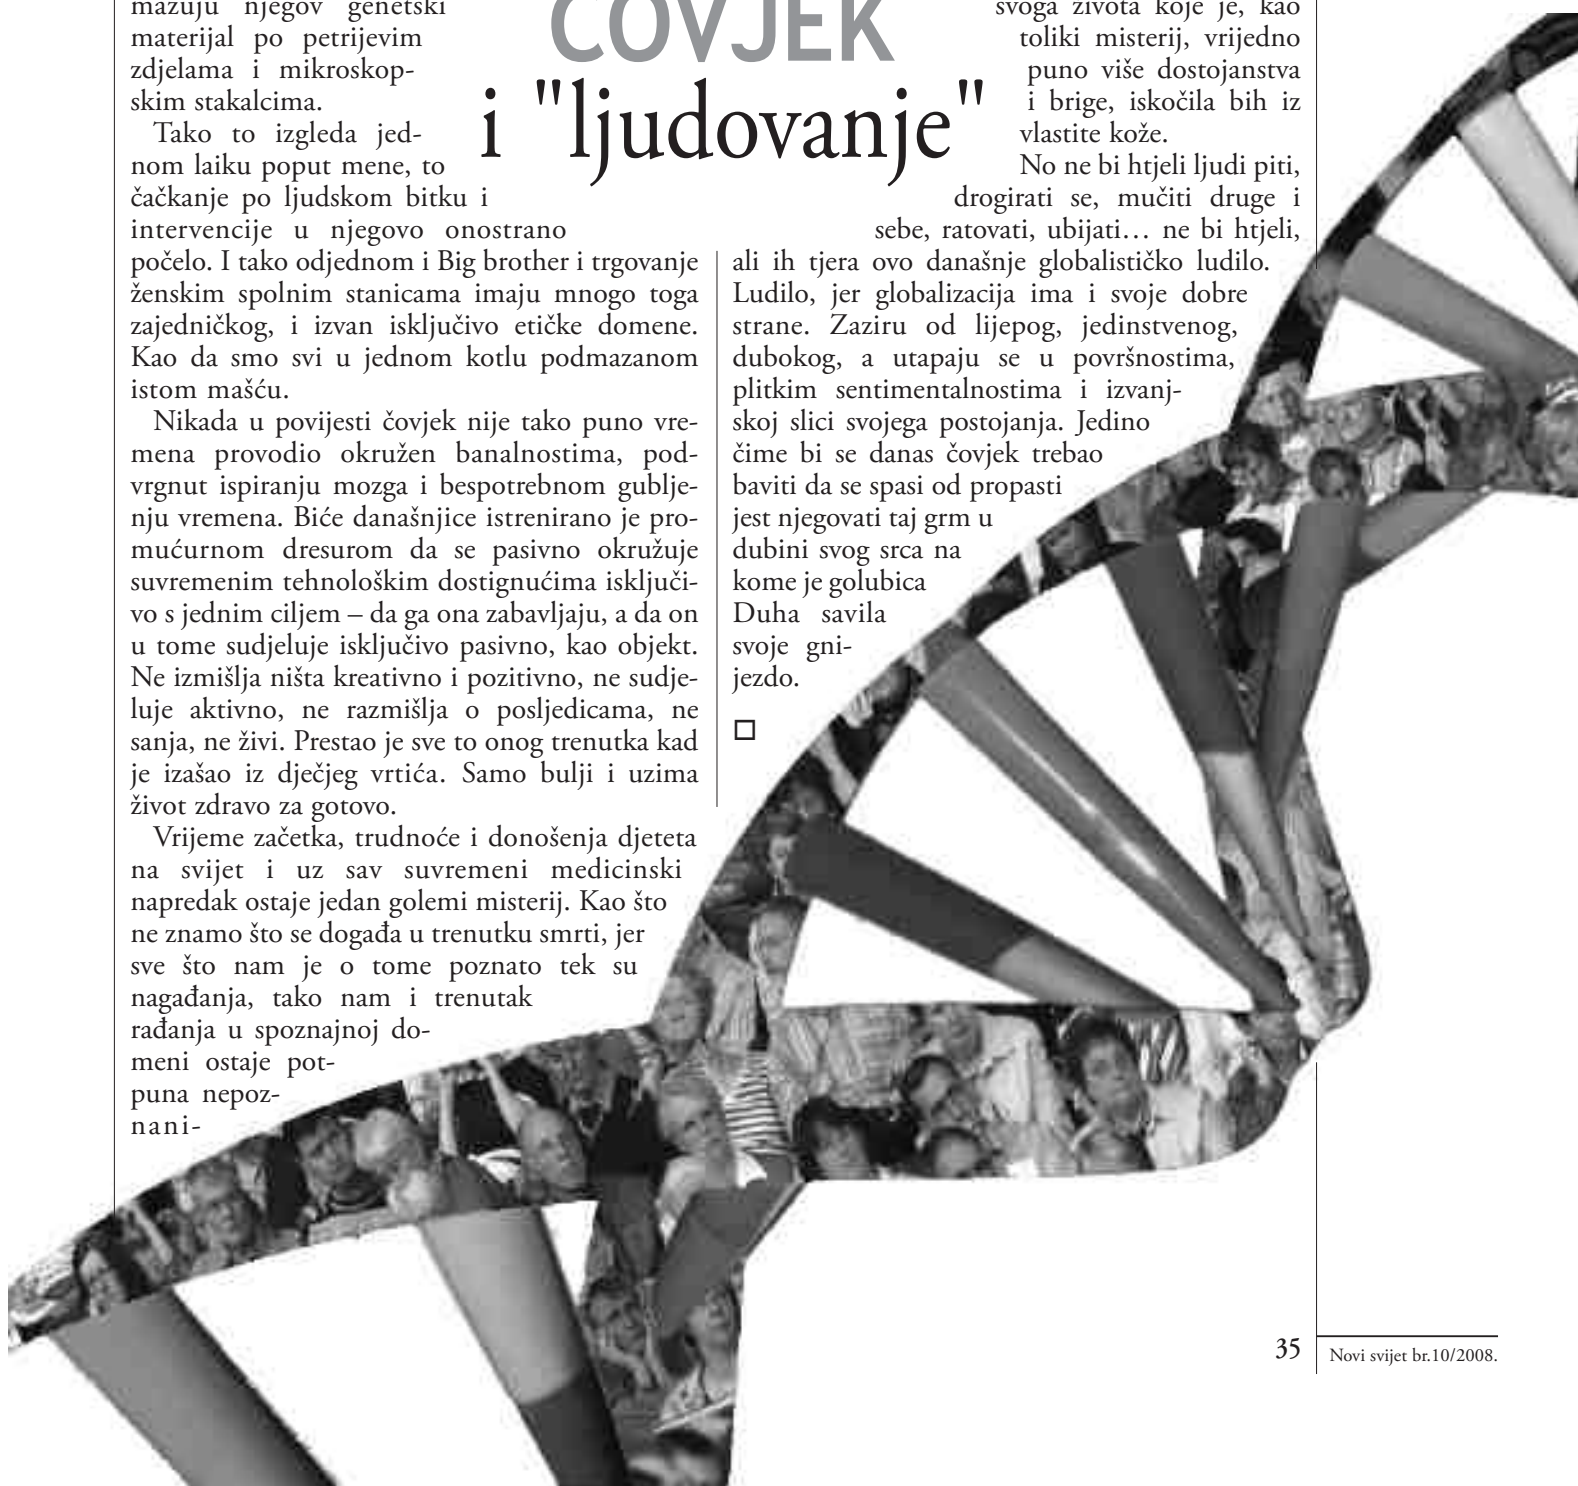 mažuju njegov genetski
materijal po petrijevim
zdjelama i mikroskop-
skim stakalcima.
Tako to izgleda jed-
nom laiku poput mene, to
čačkanje po ljudskom bitku i
intervencije u njegovo onostrano
počelo. I tako odjednom i Big brother i trgovanje
ženskim spolnim stanicama imaju mnogo toga
zajedničkog, i izvan isključivo etičke domene.
Kao da smo svi u jednom kotlu podmazanom
istom mašću.
Nikada u povijesti čovjek nije tako puno vre-
mena provodio okružen banalnostima, pod-
vrgnut ispiranju mozga i bespotrebnom gublje-
nju vremena. Biće današnjice istrenirano je pro-
mućurnom dresurom da se pasivno okružuje
suvremenim tehnološkim dostignućima isključi-
vo s jednim ciljem – da ga ona zabavljaju, a da on
u tome sudjeluje isključivo pasivno, kao objekt.
Ne izmišlja ništa kreativno i pozitivno, ne sudje-
luje aktivno, ne razmišlja o posljedicama, ne
sanja, ne živi. Prestao je sve to onog trenutka kad
je izašao iz dječjeg vrtića. Samo bulji i uzima
život zdravo za gotovo.
Vrijeme začetka, trudnoće i donošenja djeteta
na svijet i uz sav suvremeni medicinski
napredak ostaje jedan golemi misterij. Kao što
ne znamo što se događa u trenutku smrti, jer
sve što nam je o tome poznato tek su
nagađanja, tako nam i trenutak
rađanja u spoznajnoj do-
meni ostaje pot-
puna nepoz-
nani-
ČOVJEK
i "ljudovanje"
svoga života koje je, kao
toliki misterij, vrijedno
puno više dostojanstva
i brige, iskočila bih iz
vlastite kože.
No ne bi htjeli ljudi piti,
drogirati se, mučiti druge i
sebe, ratovati, ubijati… ne bi htjeli,
ali ih tjera ovo današnje globalističko ludilo.
Ludilo, jer globalizacija ima i svoje dobre
strane. Zaziru od lijepog, jedinstvenog,
dubokog, a utapaju se u površnostima,
plitkim sentimentalnostima i izvanj-
skoj slici svojega postojanja. Jedino
čime bi se danas čovjek trebao
baviti da se spasi od propasti
jest njegovati taj grm u
dubini svog srca na
kome je golubica
Duha savila
svoje gni-
jezdo.
35
Novi svijet br.10/2008.